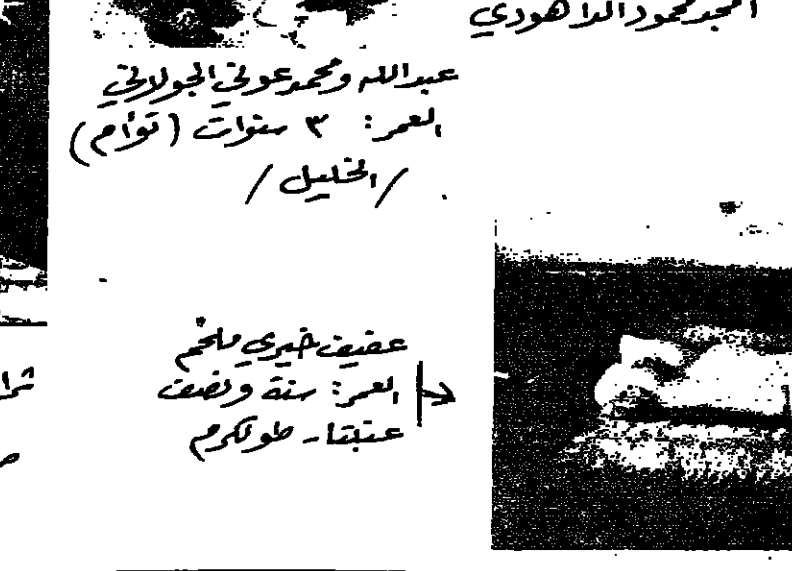 امجد محمود الداهودي
عبدالله ومحمد عوني الجولاني
العمر: ٣ سنوات (توأم)
/الخليل/
عفيف خيري ملحم
العمر: سنة ونصف
عنبتا - طولكرم